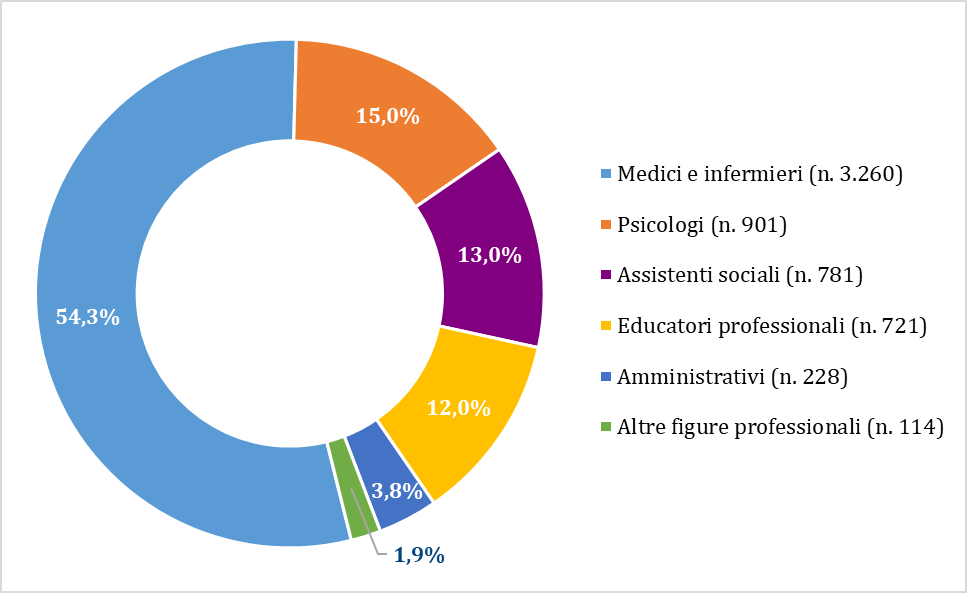 15,0%
13,0%
54,3%
12,0%
3,8%
1,9%
Medici e infermieri (n. 3.260)
Psicologi (n. 901)
Assistenti sociali (n. 781)
Educatori professionali (n. 721)
Amministrativi (n. 228)
Altre figure professionali (n. 114)